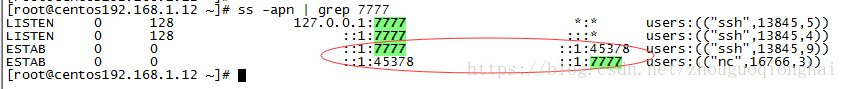 [root@centos192.168.1.12 ~]# ss -apn | grep 7777
LISTEN 0 128 127.0.0.1:7777 *:* users:(("ssh",13845,5))
LISTEN 0 128 ::1:7777 :::* users:(("ssh",13845,4))
ESTAB 0 0 ::1:7777 ::1:45378 users:(("ssh",13845,9))
ESTAB 0 0 ::1:45378 ::1:7777 users:(("nc",16766,3))
[root@centos192.168.1.12 ~]#
https://blog.csdn.net/zhouguoqionghai